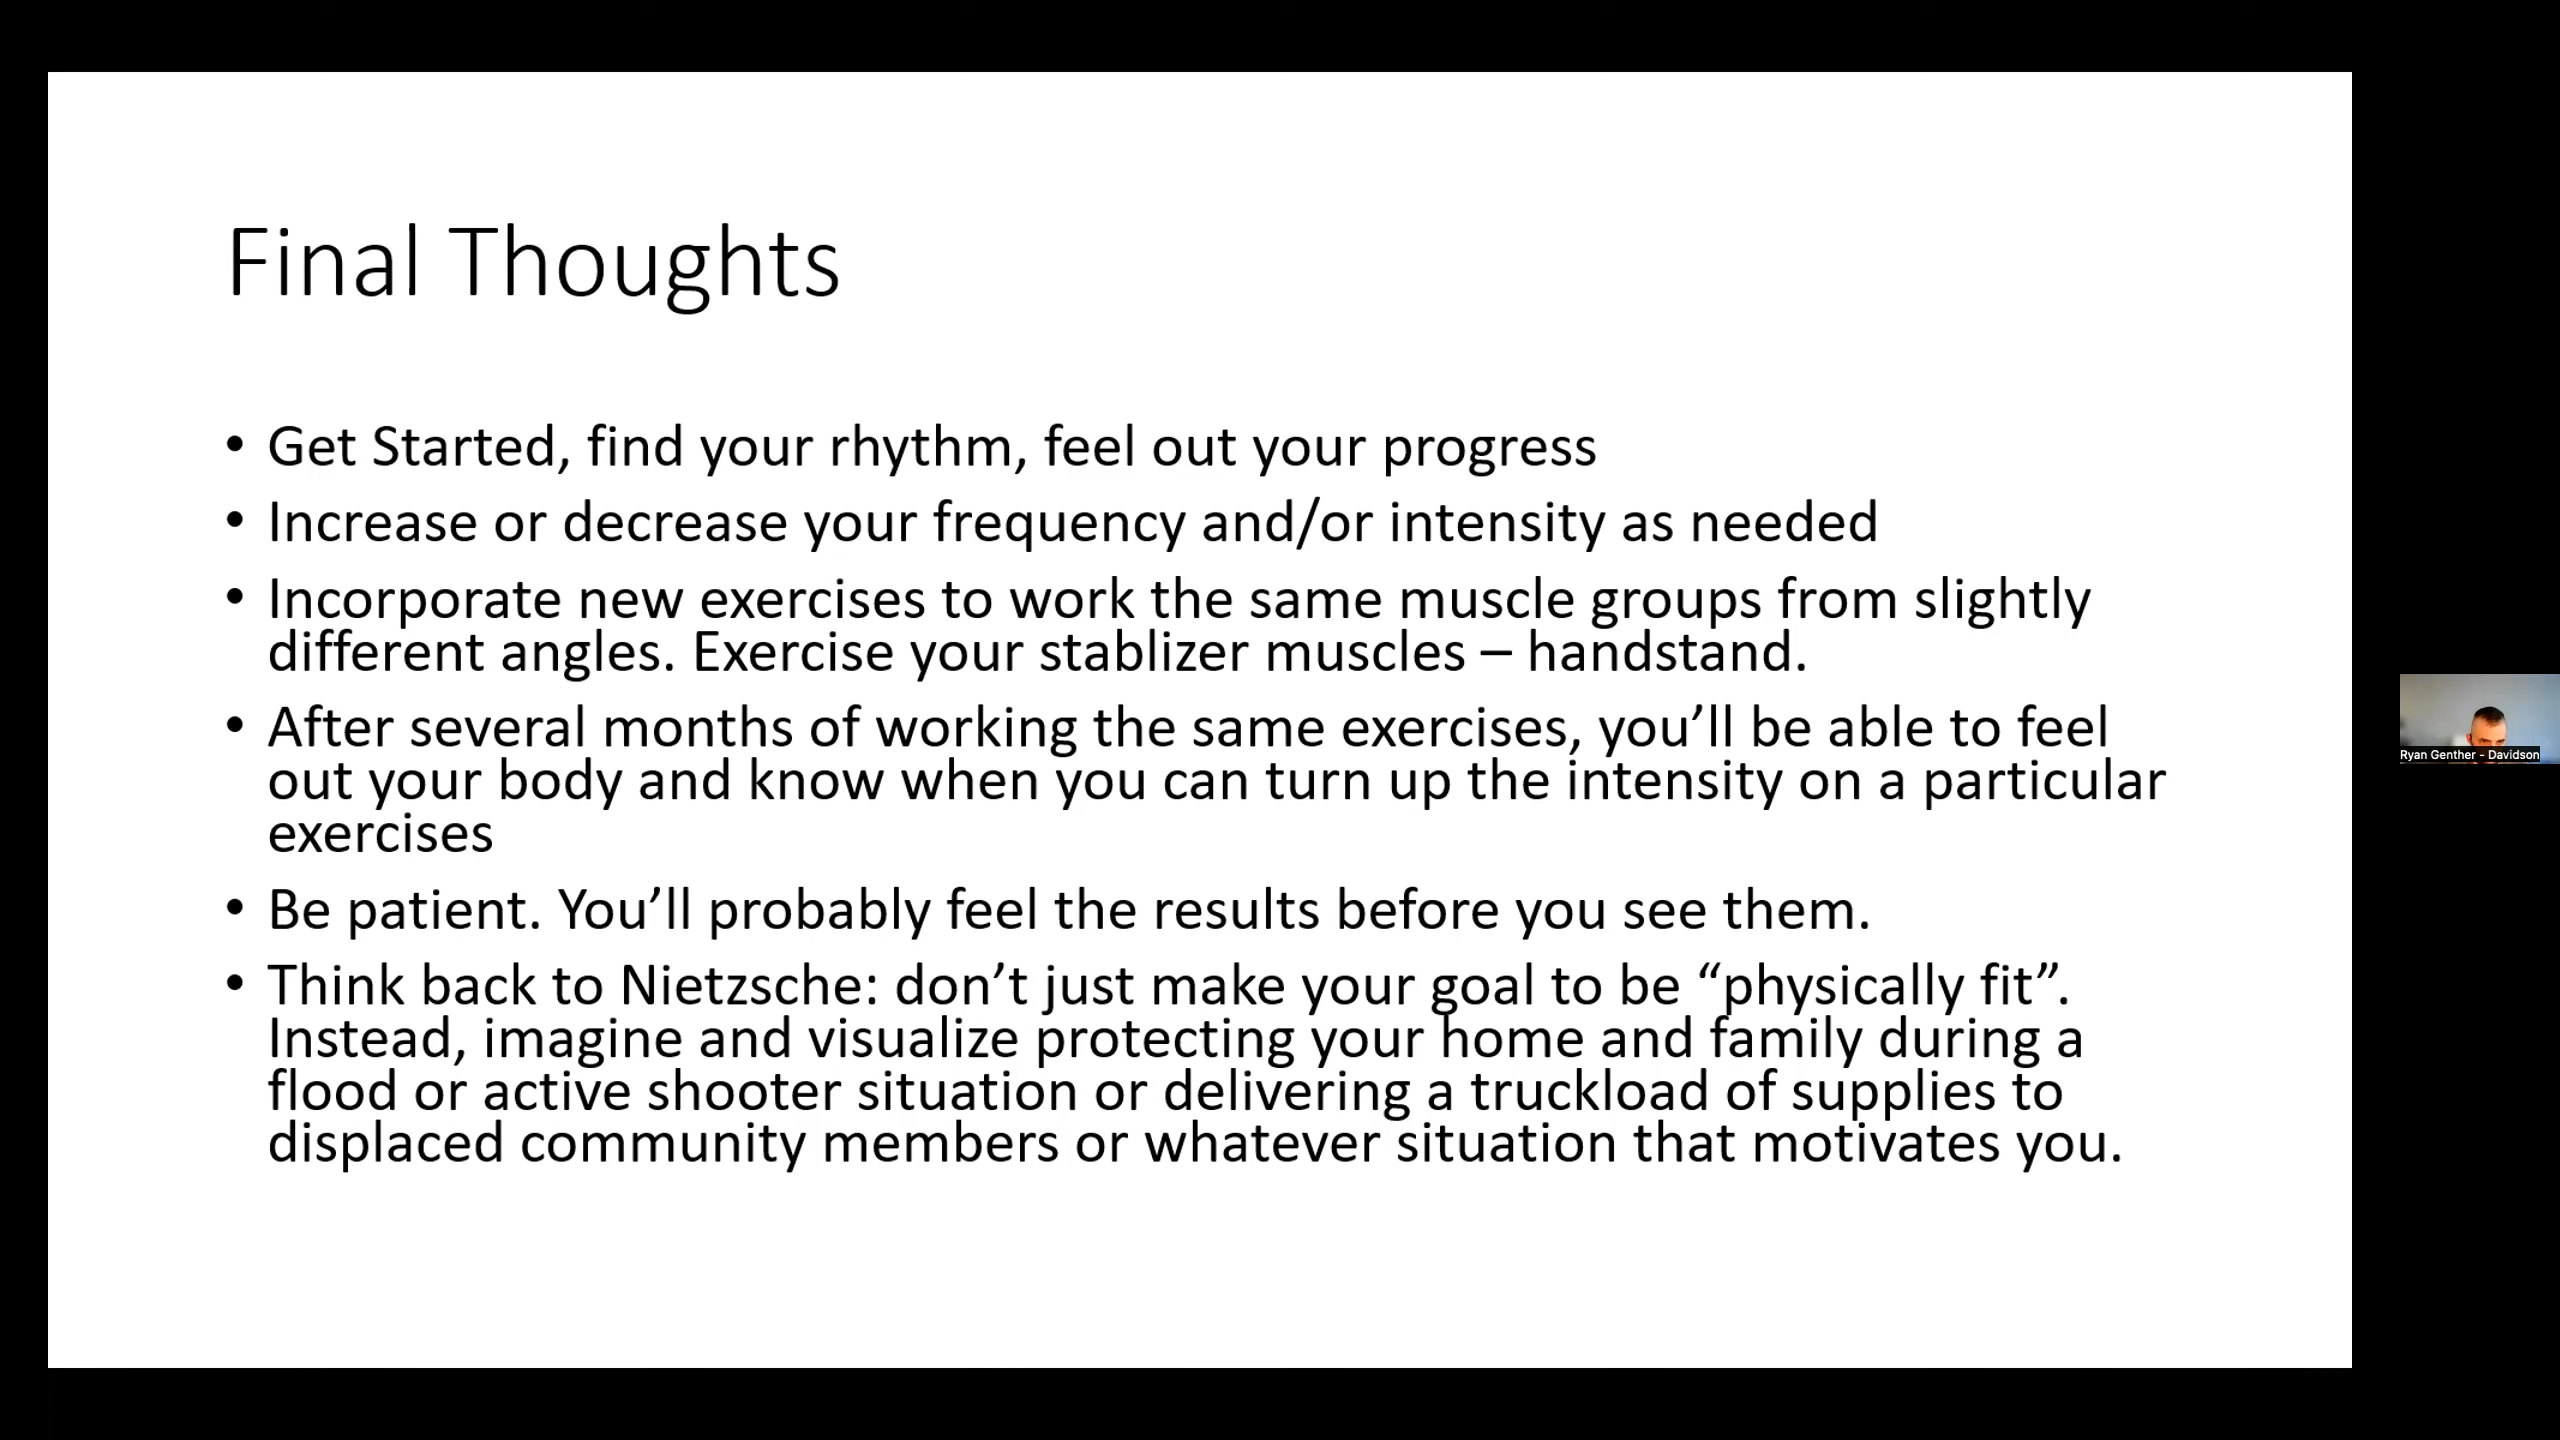 Final Thoughts
• Get Started, find your rhythm, feel out your progress
• Increase or decrease your frequency and/or intensity as needed
• Incorporate new exercises to work the same muscle groups from slightly
different angles. Exercise your stablizer muscles – handstand.
• After several months of working the same exercises, you’ll be able to feel
out your body and know when you can turn up the intensity on a particular
exercises
• Be patient. You’ll probably feel the results before you see them.
• Think back to Nietzsche: don’t just make your goal to be “physically fit”.
Instead, imagine and visualize protecting your home and family during a
flood or active shooter situation or delivering a truckload of supplies to
displaced community members or whatever situation that motivates you.
Ryan Genther - Davidson